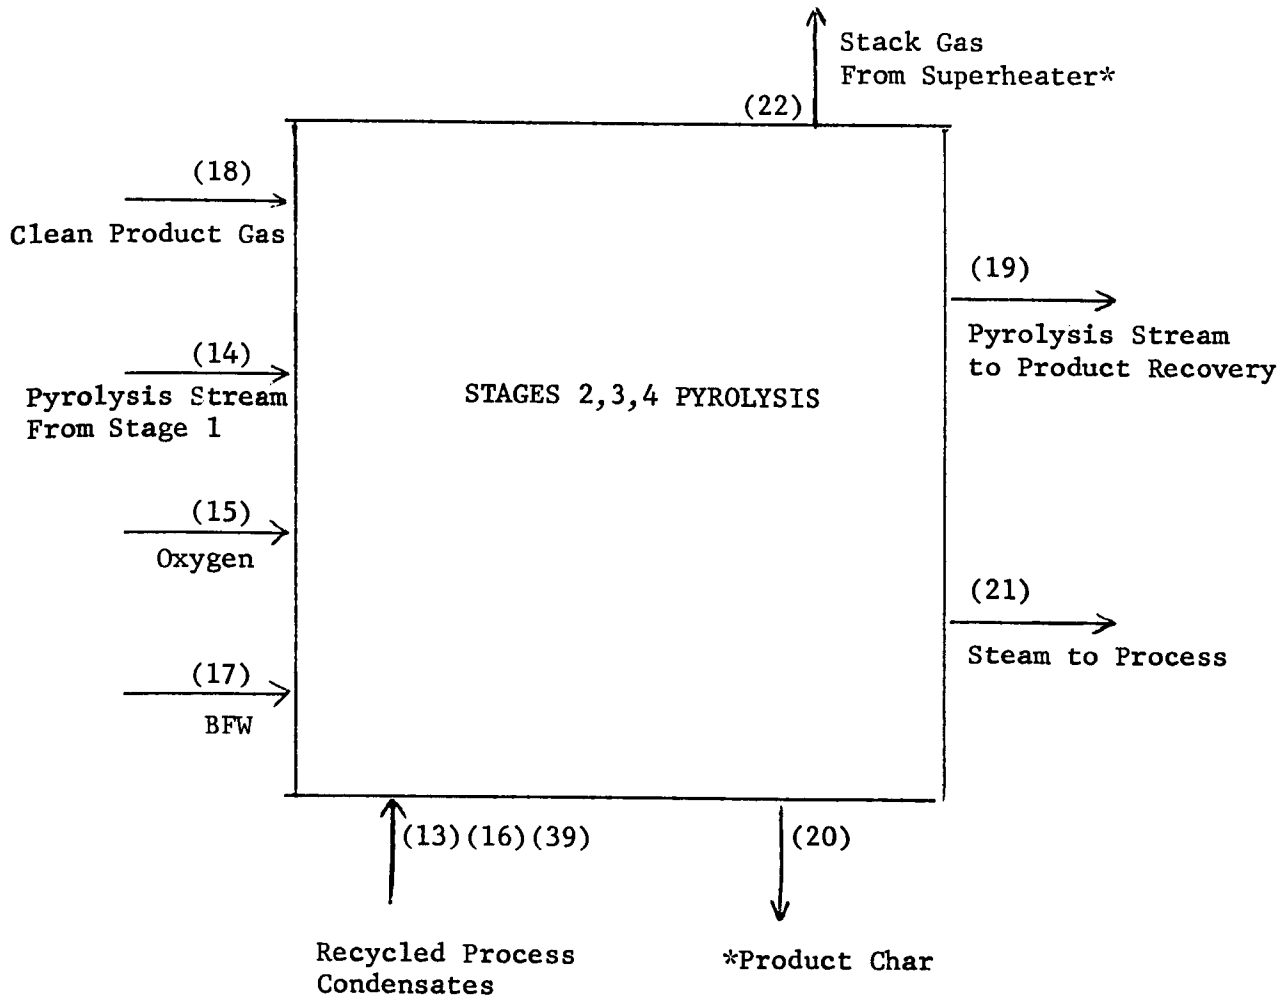 Stack Gas
From Superheater*
(22)
(18)
Clean Product Gas
(19)
Pyrolysis Stream
to Product Recovery
(14)
Pyrolysis Stream
From Stage 1
STAGES 2,3,4 PYROLYSIS
(15)
Oxygen
(21)
Steam to Process
(17)
BFW
(13)(16)(39)
(20)
Recycled Process
Condensates
*Product Char